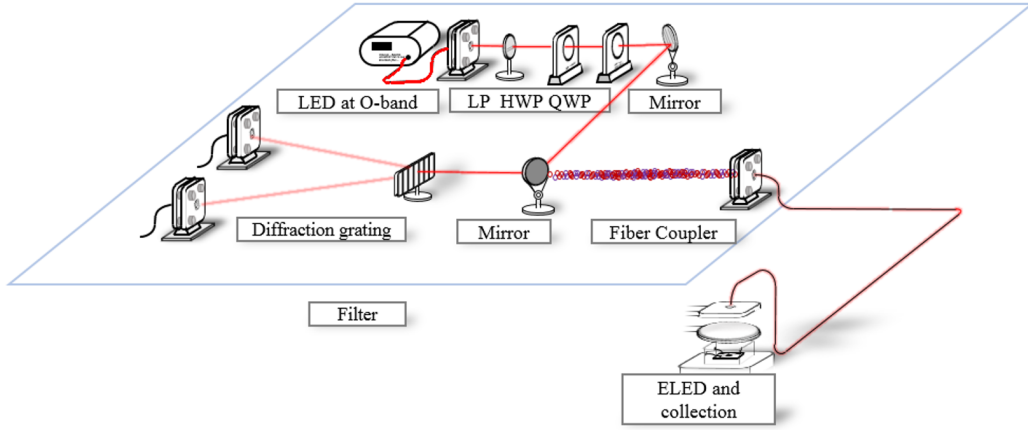 LED at O-band
LP HWP QWP
Mirror
Diffraction grating
Mirror
Fiber Coupler
Filter
ELED and
collection